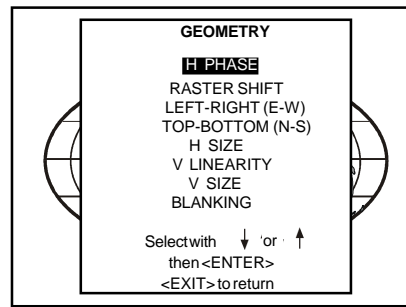 GEOMETRY
H PHASE
RASTER SHIFT
LEFT-RIGHT (E-W)
TOP-BOTTOM (N-S)
H SIZE
V LINEARITY
V SIZE
BLANKING
Select with ↓ 'or · ↑
then <ENTER>
<EXIT> to return